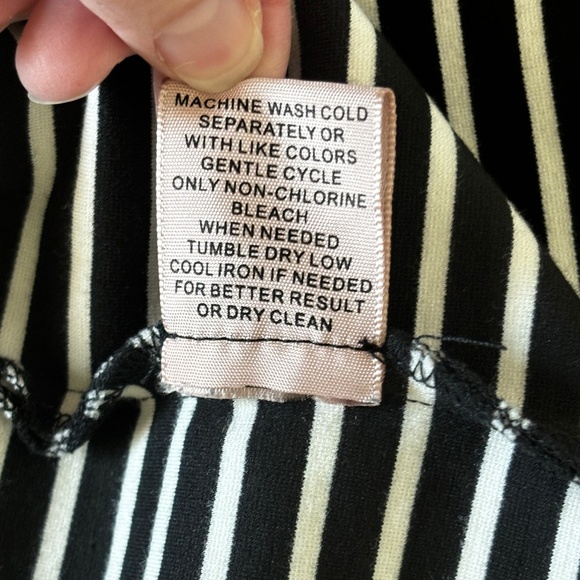 MACHINE WASH COLD
SEPARATELY OR
WITH LIKE COLORS
GENTLE CYCLE
ONLY NON-CHLORINE
BLEACH
WHEN NEEDED
TUMBLE DRY LOW
COOL IRON IF NEEDED
FOR BETTER RESULT
OR DRY CLEAN